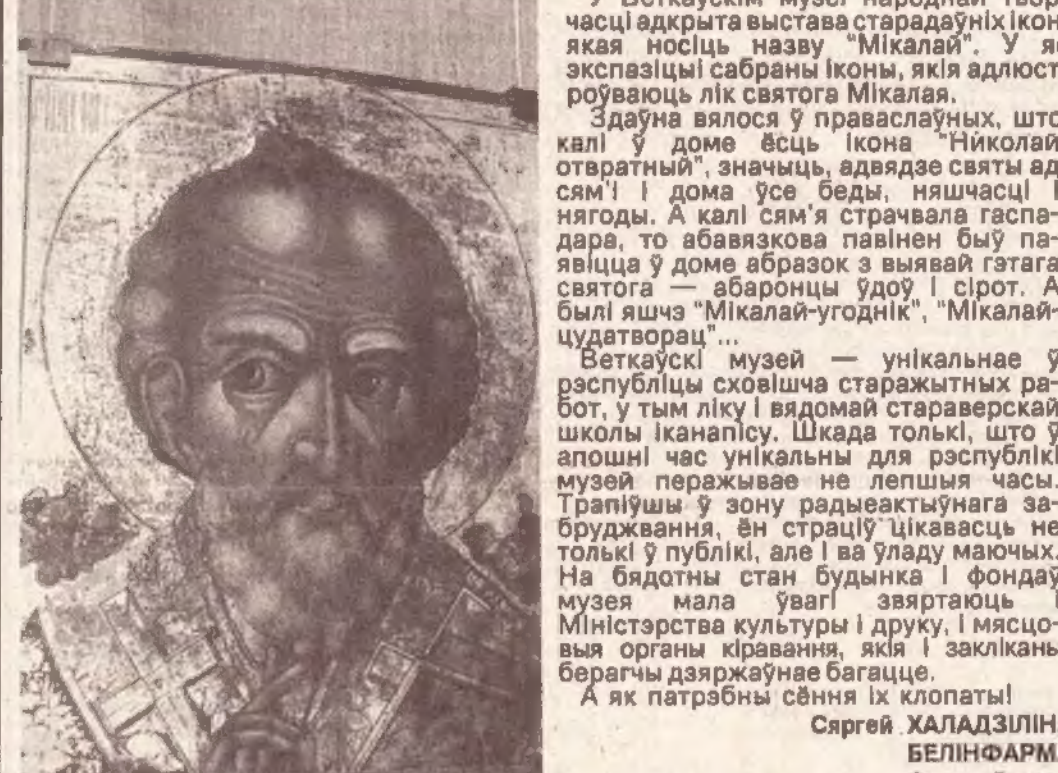 У Веткаўскім музеі народнай твор
часці адкрыта выстава старадаўніх ікон
якая носіць назву "Мікалай". У я
экспазіцыі сабраны іконы, якія адлюст
роўваюць лік святога Мікалая.
Здаўна вялося ў праваслаўных, што
калі ў доме ёсць ікона "Николай
отвратный", значыць, адвядзе святы ад
сям'і і дома ўсе беды, няшчасці і
нягоды. А калі сям'я страчвала гаспа-
дара, то абавязкова павінен быў па-
явіцца ў доме абразок з выявай гэтага
святога — абаронцы ўдоў і сірот. А
былі яшчэ "Мікалай-угоднік", "Мікалай-
цудатворац"...
Веткаўскі музей — унікальнае ў
рэспубліцы сховішча старажытных ра-
бот, у тым ліку і вядомай стараверскай
школы іканапісу. Шкада толькі, што ў
апошні час унікальны для рэспублікі
музей перажывае не лепшыя часы.
Трапіўшы ў зону радыеактыўнага за-
бруджвання, ён страціў цікавасць не
толькі ў публікі, але і ва ўладу маючых.
На бядотны стан будынка і фондаў
музея мала ўвагі звяртаюць і
Міністэрства культуры і друку, і мясцо-
выя органы кіравання, якія і закліканы
берагчы дзяржаўнае багацце.
А як патрэбны сёння іх клопаты!
Сяргей ХАЛАДЗІЛІН
БЕЛІНФАРМ